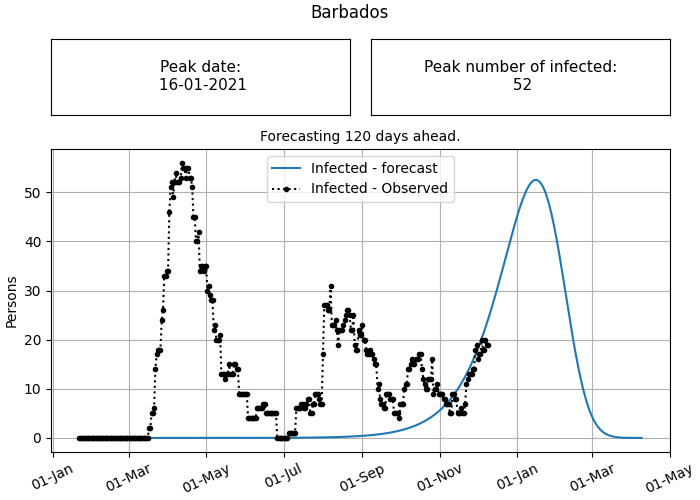 Barbados
Peak date:
16-01-2021
Peak number of infected:
52
Forecasting 120 days ahead.
Infected - forecast
Infected - Observed
Persons
50
40
30
20
10
0
01-Jan
01-Mar
01-May
01-Jul
01-Sep
01-Nov
01-Jan
01-Mar
01-May